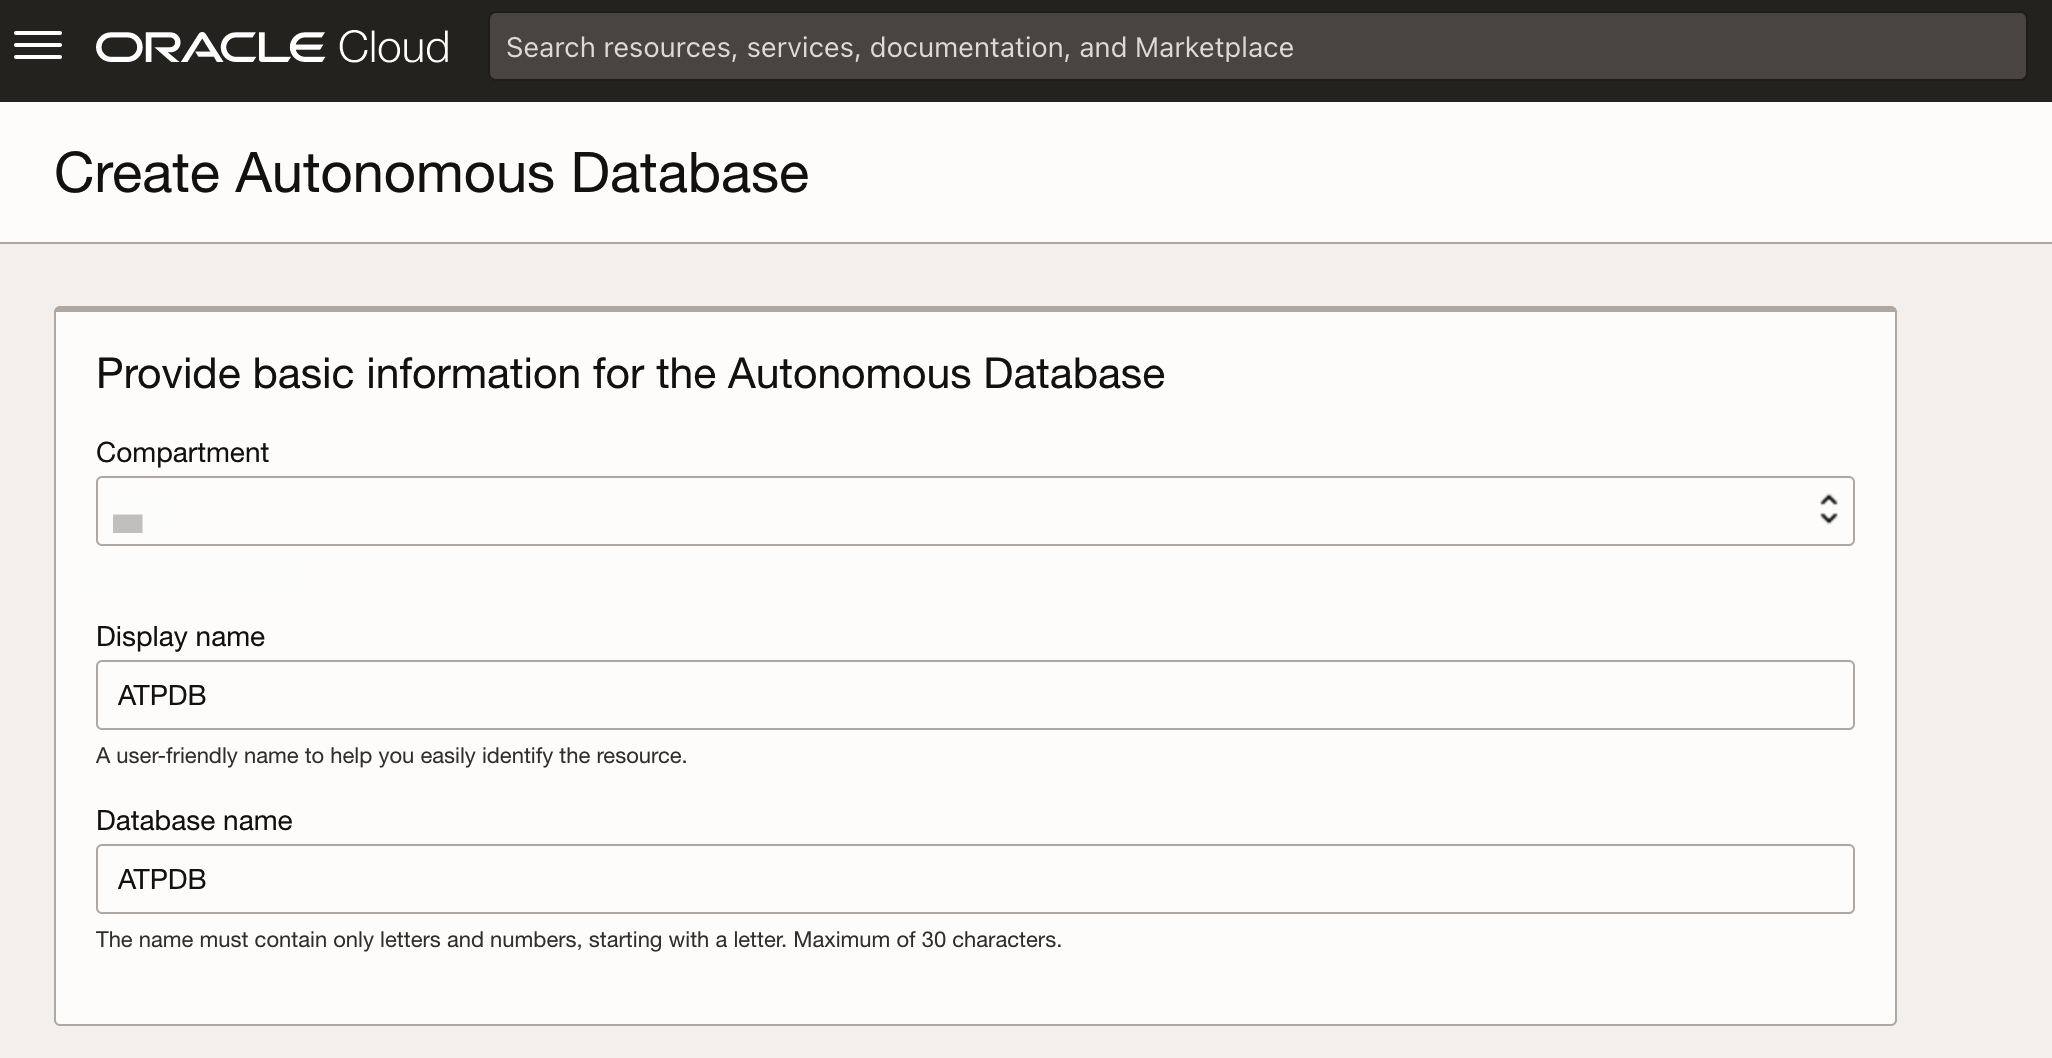 ORACLE Cloud
Search resources, services, documentation, and Marketplace
Create Autonomous Database
Provide basic information for the Autonomous Database
Compartment
Display name
ATPDB
A user-friendly name to help you easily identify the resource.
Database name
ATPDB
The name must contain only letters and numbers, starting with a letter. Maximum of 30 characters.